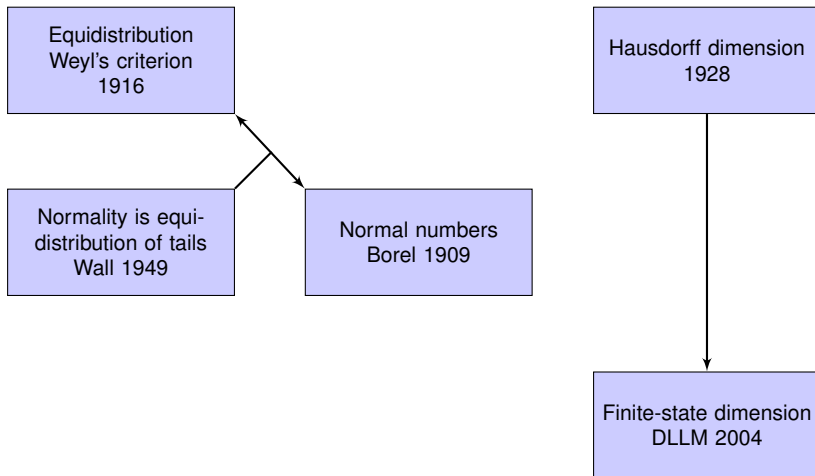 Equidistribution
Weyl's criterion
1916
Hausdorff dimension
1928
Normality is equi-
distribution of tails
Wall 1949
Normal numbers
Borel 1909
Finite-state dimension
DLLM 2004